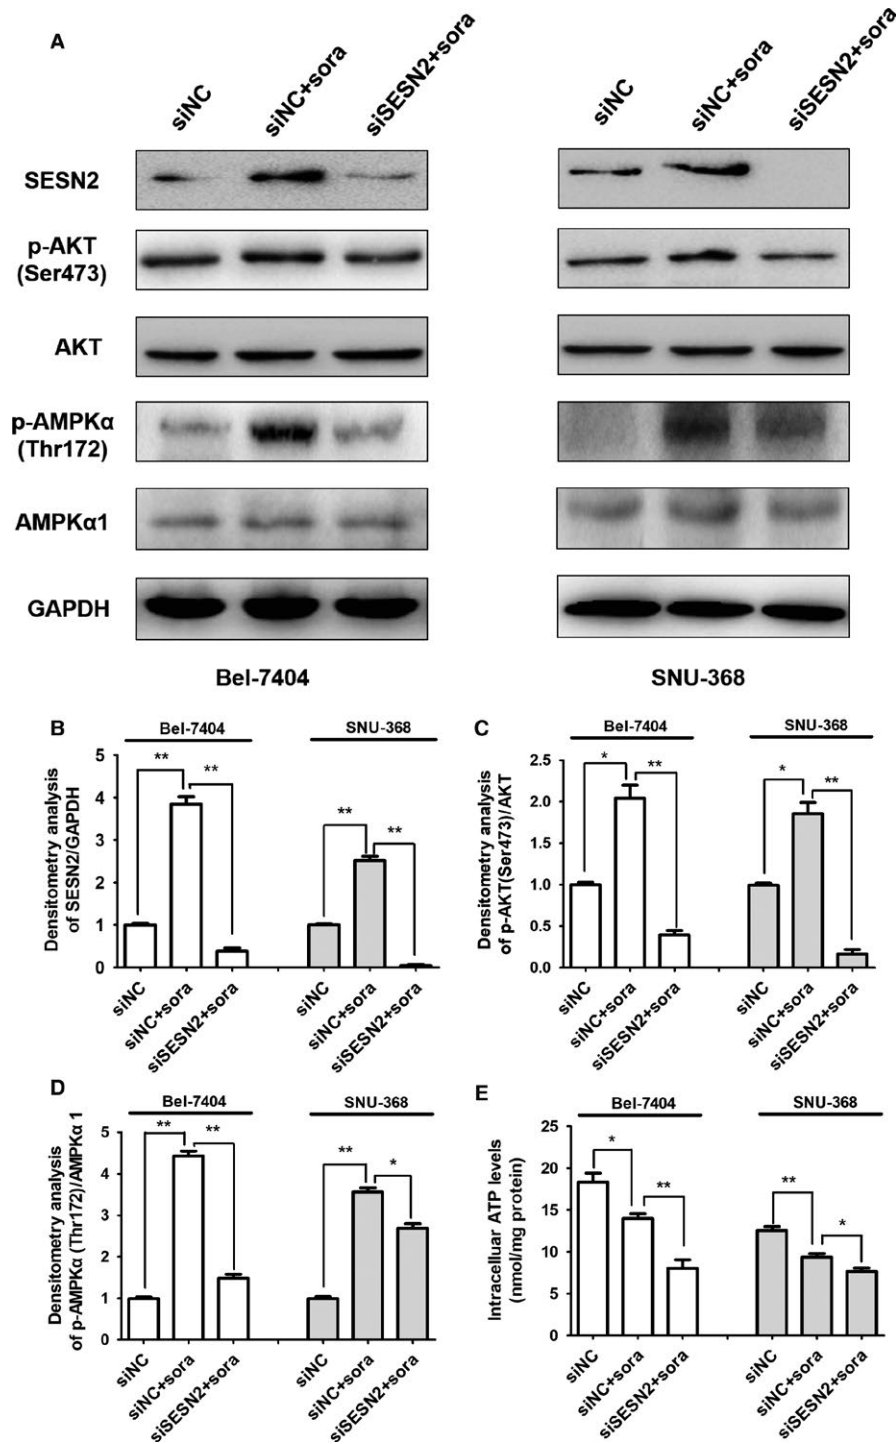 A
siNC siNC+sora siSESN2+sora siNC siNC+sora siSESN2+sora
SESN2
p-AKT
(Ser473)
AKT
p-AMPKα
(Thr172)
AMPKα1
GAPDH
Bel-7404 SNU-368
B
Bel-7404 SNU-368
Densitometry analysis
of SESN2/GAPDH
5
4
3
2
1
0
** ** ** **
siNC siNC+sora siSESN2+sora siNC siNC+sora siSESN2+sora
C
Bel-7404 SNU-368
Densitometry analysis
of p-AKT(Ser473)/AKT
2.5
2.0
1.5
1.0
0.5
0.0
* ** * **
siNC siNC+sora siSESN2+sora siNC siNC+sora siSESN2+sora
D
Bel-7404 SNU-368
Densitometry analysis
of p-AMPKα (Thr172)/AMPKα 1
5
4
3
2
1
0
** ** ** *
siNC siNC+sora siSESN2+sora siNC siNC+sora siSESN2+sora
E
Bel-7404 SNU-368
Intracelluar ATP levels
(nmol/mg protein)
25
20
15
10
5
0
* ** ** *
siNC siNC+sora siSESN2+sora siNC siNC+sora siSESN2+sora